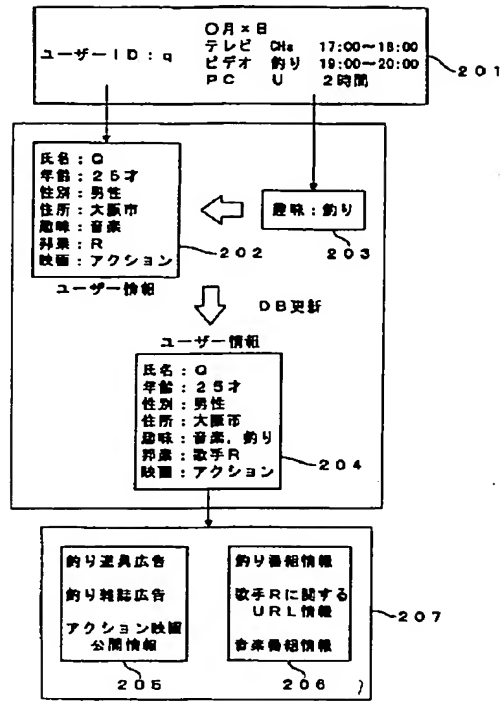 〇月×日
ユーザーID:q
テレビ CHa 17:00~18:00
ビデオ 釣り 19:00~20:00
PC U 2時間
201
氏名:Q
年齢:25才
性別:男性
住所:大阪市
趣味:音楽
邦楽:R
映画:アクション
202
ユーザー情報
趣味:釣り
203
DB更新
ユーザー情報
氏名:Q
年齢:25才
性別:男性
住所:大阪市
趣味:音楽,釣り
邦楽:歌手R
映画:アクション
204
釣り道具広告
釣り雑誌広告
アクション映画
公開情報
205
釣り番組情報
歌手Rに関する
URL情報
音楽番組情報
206
207